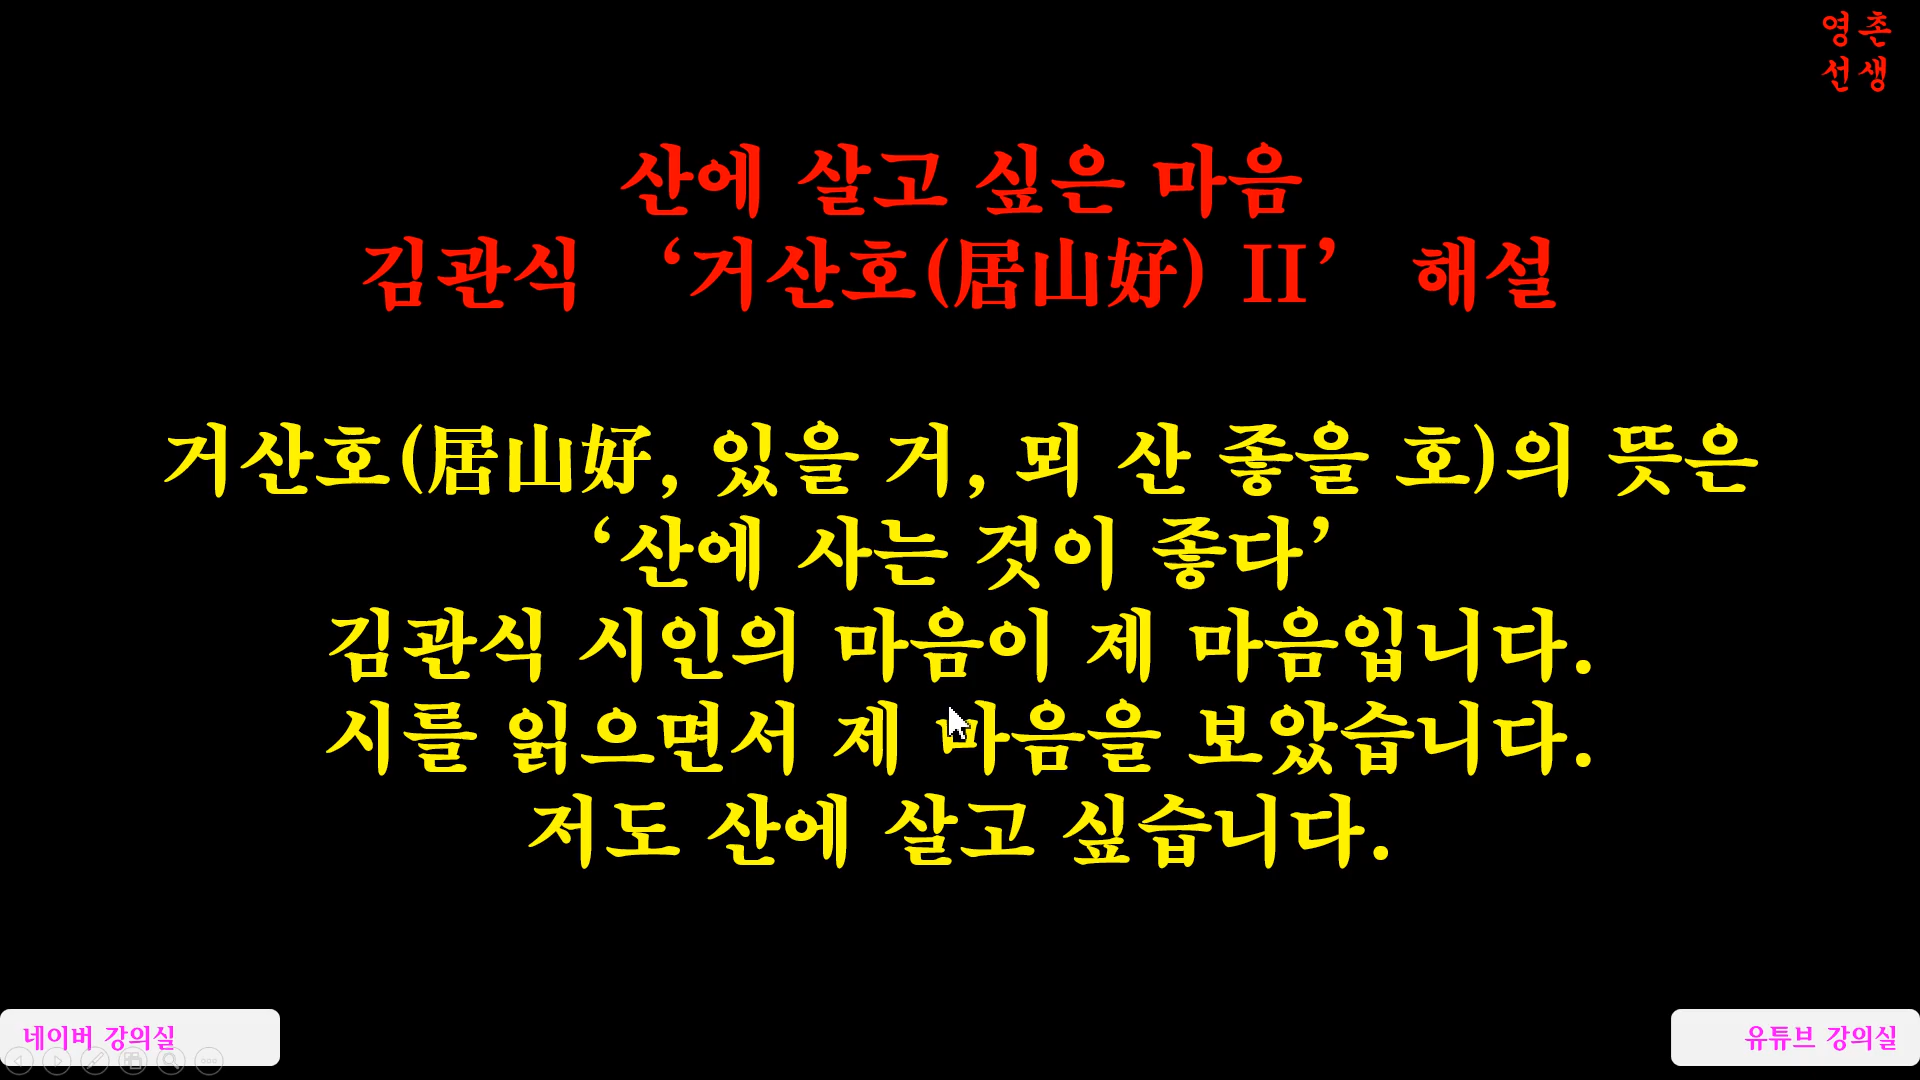 영촌
선생
산에 살고 싶은 마음
김관식 ‘거산호(居山好) II’ 해설
거산호(居山好, 있을 거, 뫼 산 좋을 호)의 뜻은
‘산에 사는 것이 좋다’
김관식 시인의 마음이 제 마음입니다.
시를 읽으면서 제 마음을 보았습니다.
저도 산에 살고 싶습니다.
네이버 강의실
유튜브 강의실